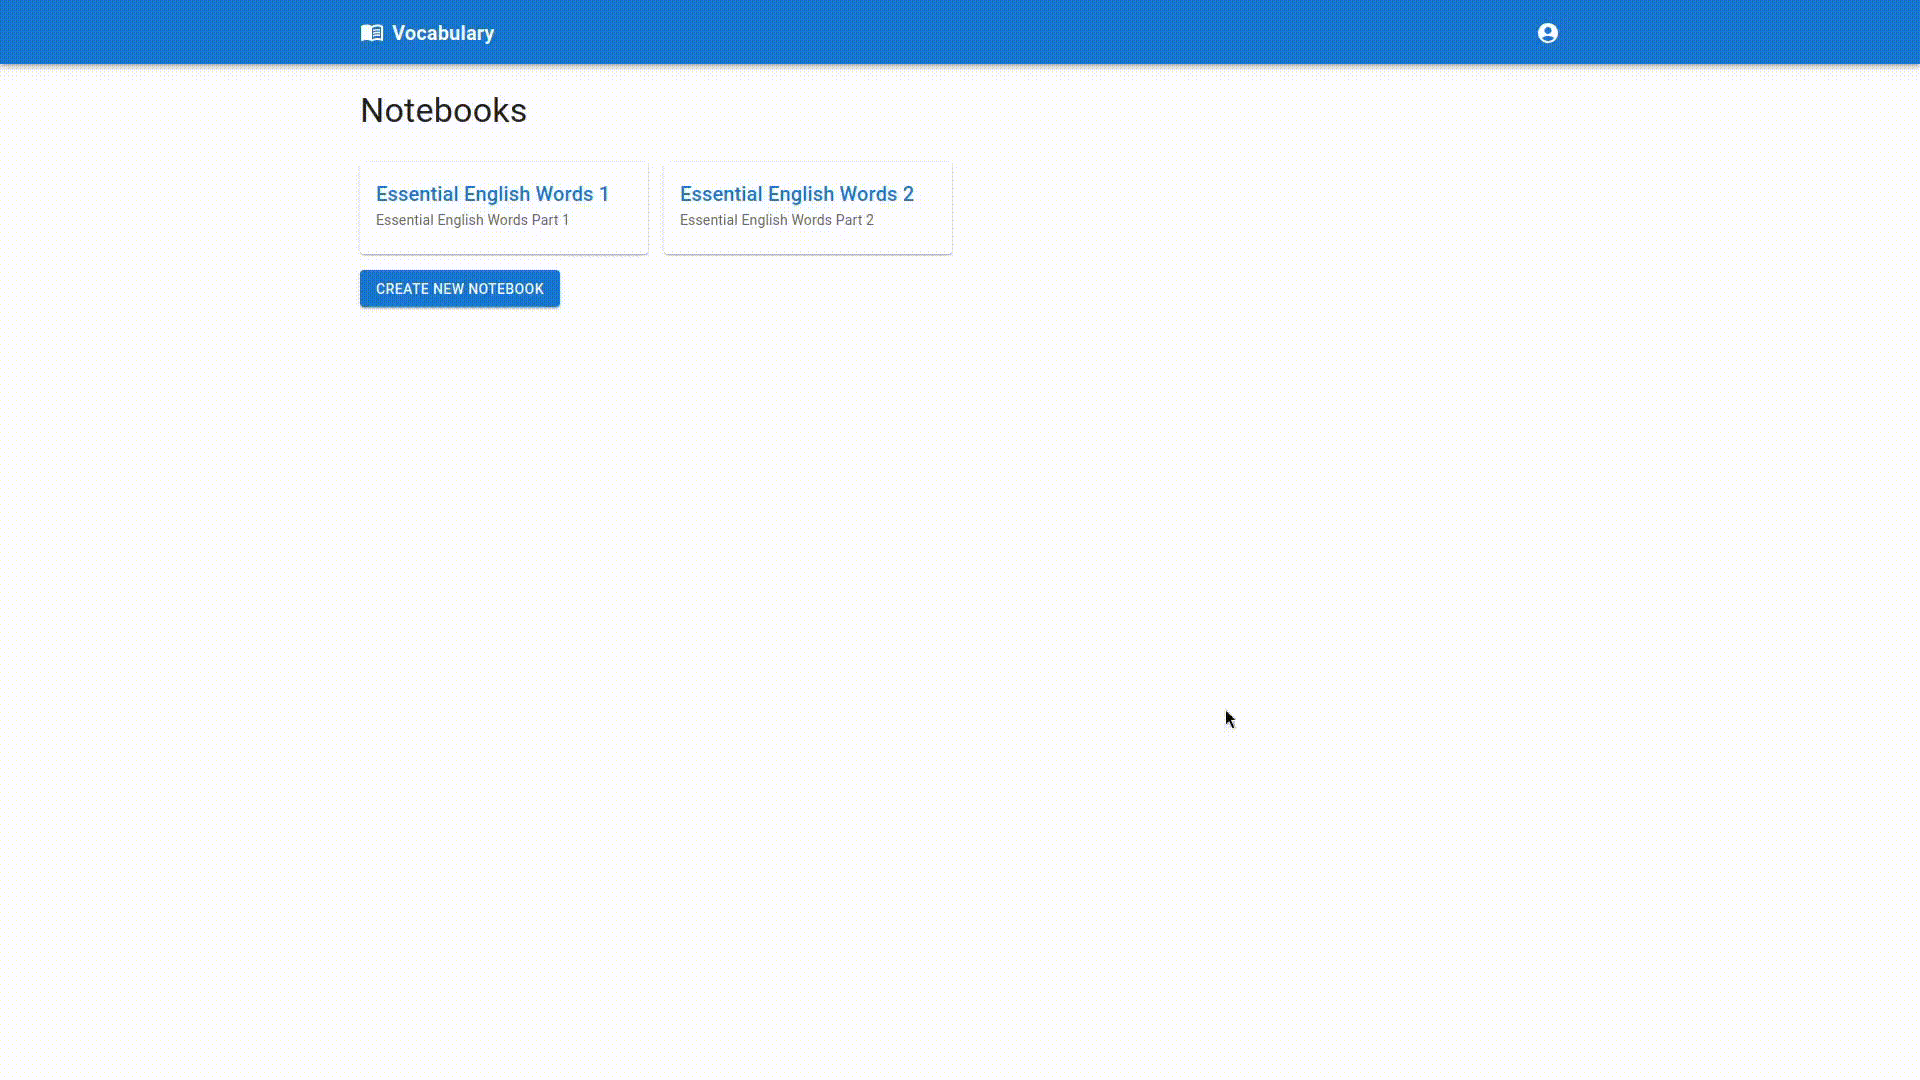 Vocabulary
Notebooks
Essential English Words 1
Essential English Words Part 1
Essential English Words 2
Essential English Words Part 2
CREATE NEW NOTEBOOK